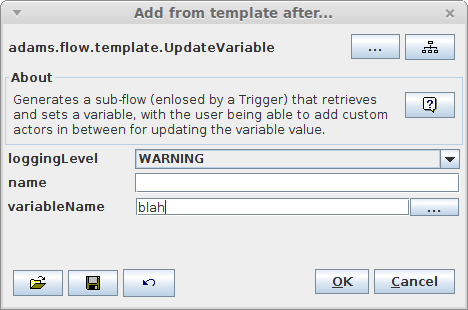 Add from template after...
adams.flow.template.UpdateVariable ...
About
Generates a sub-flow (enlosed by a Trigger) that retrieves
and sets a variable, with the user being able to add custom
actors in between for updating the variable value.
loggingLevel WARNING
name
variableName blah ...
OK Cancel